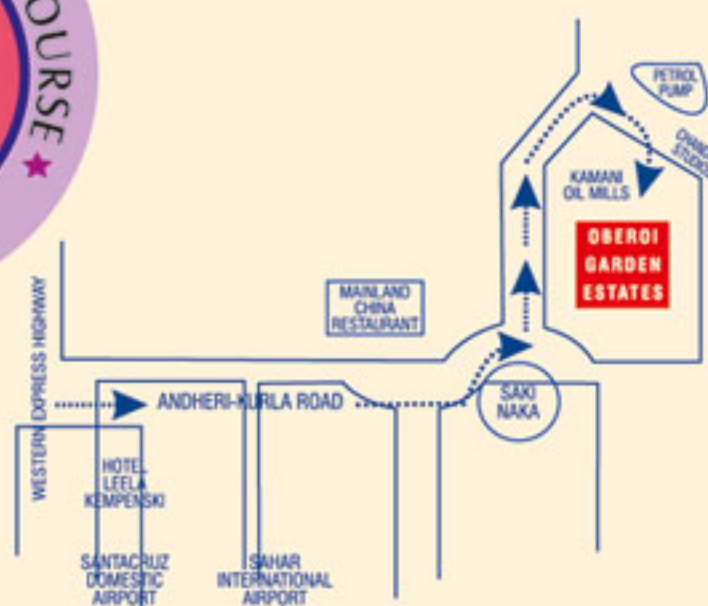 OURSE
PETROL
PUMP
KAMANI
OIL MILLS
OBEROI
GARDEN
ESTATES
MAINLAND
CHINA
RESTAURANT
WESTERN EXPRESS HIGHWAY
ANDHERI-KURLA ROAD
SAKI
NAKA
HOTEL
LEELA
KEMPENSKI
SANTACRUZ
DOMESTIC
AIRPORT
SAHAR
INTERNATIONAL
AIRPORT